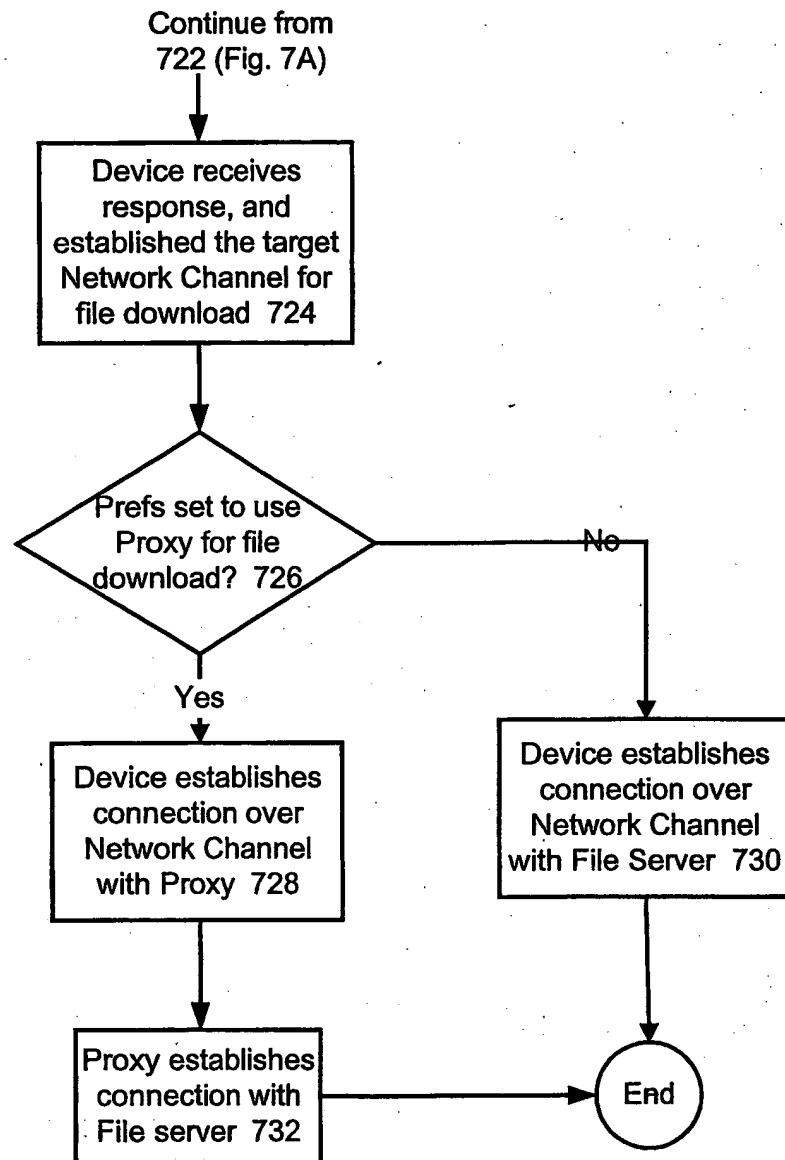 Continue from
722 (Fig. 7A)
Device receives
response, and
established the target
Network Channel for
file download 724
Prefs set to use
Proxy for file
download? 726
No
Yes
Device establishes
connection over
Network Channel
with Proxy 728
Device establishes
connection over
Network Channel
with File Server 730
Proxy establishes
connection with
File server 732
End